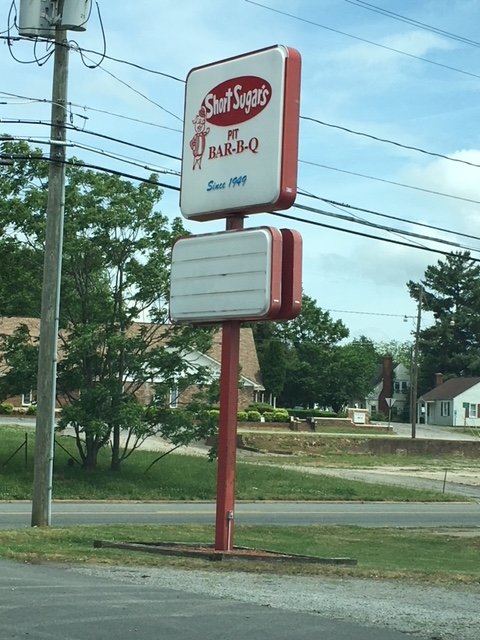 Short Sugar's
PIT
BAR-B-Q
Since 1949